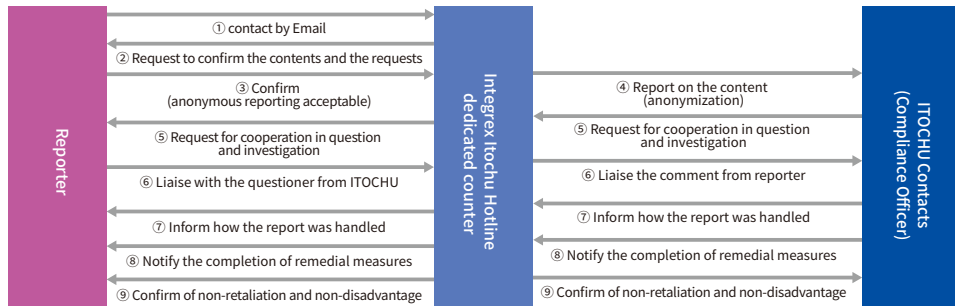 Reporter
① contact by Email
② Request to confirm the contents and the requests
③ Confirm
(anonymous reporting acceptable)
⑤ Request for cooperation in question
and investigation
⑥ Liaise with the questioner from ITOCHU
⑦ Inform how the report was handled
⑧ Notify the completion of remedial measures
⑨ Confirm of non-retaliation and non-disadvantage
Integrex Itochu Hotline
dedicated counter
④ Report on the content
(anonymization)
⑤ Request for cooperation in question
and investigation
⑥ Liaise the comment from reporter
⑦ Inform how the report was handled
⑧ Notify the completion of remedial measures
⑨ Confirm of non-retaliation and non-disadvantage
ITOCHU Contacts
(Compliance Officer)